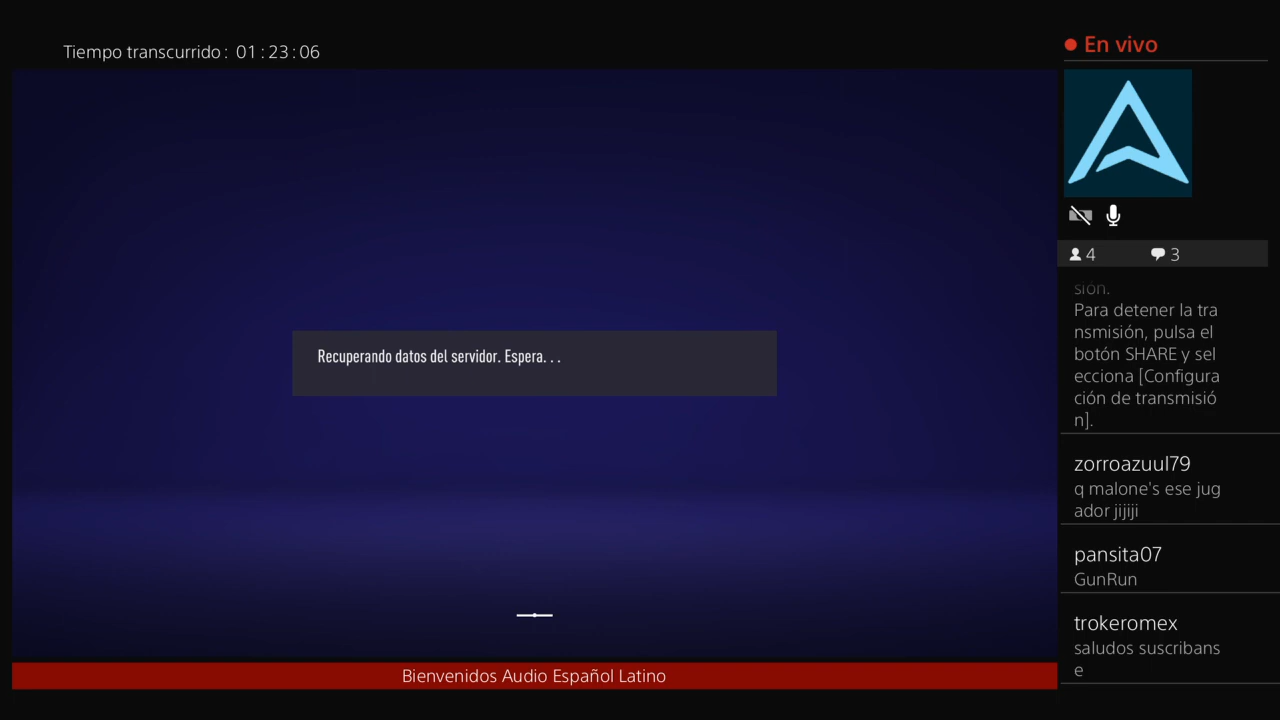 Tiempo transcurrido : 01 : 23 : 06
En vivo
4 3
sión.
Para detener la tra
nsmisión, pulsa el
botón SHARE y sel
ecciona [Configura
ción de transmisió
n].
Recuperando datos del servidor. Espera. . .
zorroazuul79
q malone's ese jug
ador jijiji
pansita07
GunRun
trokeromex
saludos suscribans
e
Bienvenidos Audio Español Latino